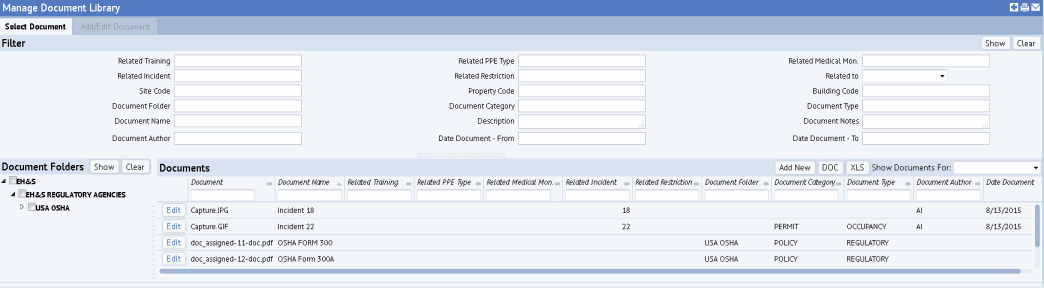 Manage Document Library
Select Document Add/Edit Document
Filter Show Clear
Related Training Related PPE Type Related Medical Mon.
Related Incident Related Restriction Related to
Site Code Property Code Building Code
Document Folder Document Category Document Type
Document Name Description Document Notes
Document Author Date Document - From Date Document - To
Document Folders Show Clear
EH&S
EH&S REGULATORY AGENCIES
USA OSHA
Documents Add New DOC XLS Show Documents For:
Document Document Name Related Training Related PPE Type Related Medical Mon. Related Incident Related Restriction Document Folder Document Category Document Type Document Author Date Document
Edit Capture.JPG Incident 18 18 AI 8/13/2015
Edit Capture.GIF Incident 22 22 PERMIT OCCUPANCY AI 8/13/2015
Edit doc_assigned-11-doc.pdf OSHA FORM 300 USA OSHA POLICY REGULATORY
Edit doc_assigned-12-doc.pdf OSHA Form 300A USA OSHA POLICY REGULATORY